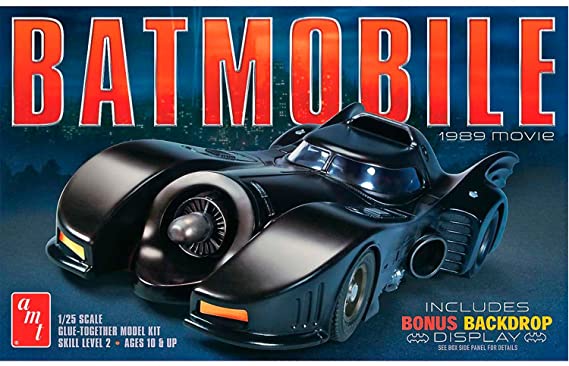 BATMOBILE
1989 movie
amt
1/25 SCALE
GLUE-TOGETHER MODEL KIT
SKILL LEVEL 2 • AGES 10 & UP
INCLUDES
BONUS BACKDROP
DISPLAY
SEE BOX SIDE PANEL FOR DETAILS